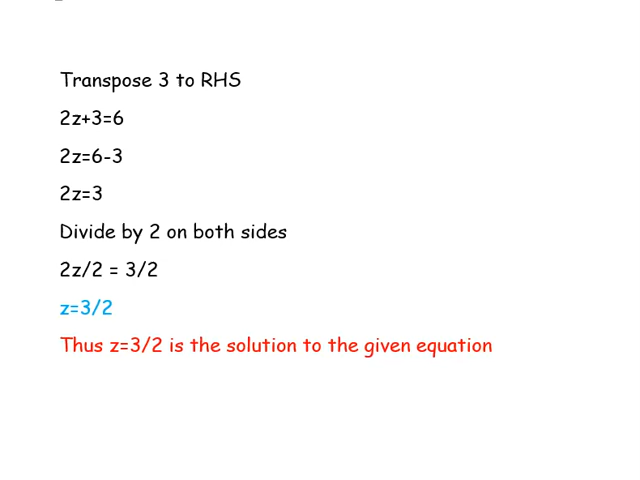 Transpose 3 to RHS
2z+3=6
2z=6-3
2z=3
Divide by 2 on both sides
2z/2 = 3/2
z=3/2
Thus z=3/2 is the solution to the given equation